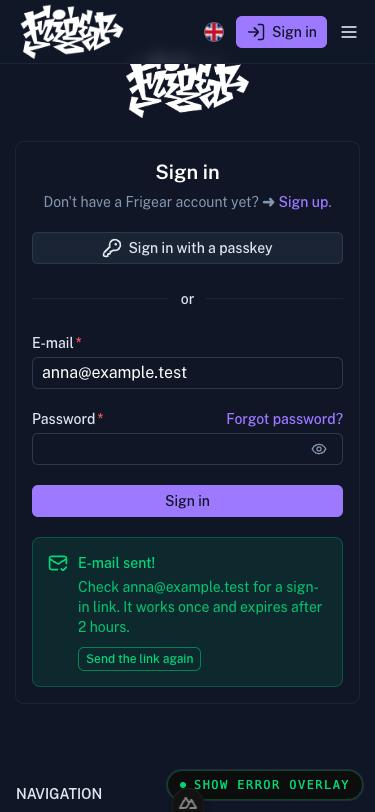 Frigear
Sign in
Frigear
Sign in
Don't have a Frigear account yet? ➜ Sign up.
Sign in with a passkey
or
E-mail*
anna@example.test
Password* Forgot password?
Sign in
E-mail sent!
Check anna@example.test for a sign-
in link. It works once and expires after
2 hours.
Send the link again
SHOW ERROR OVERLAY
NAVIGATION